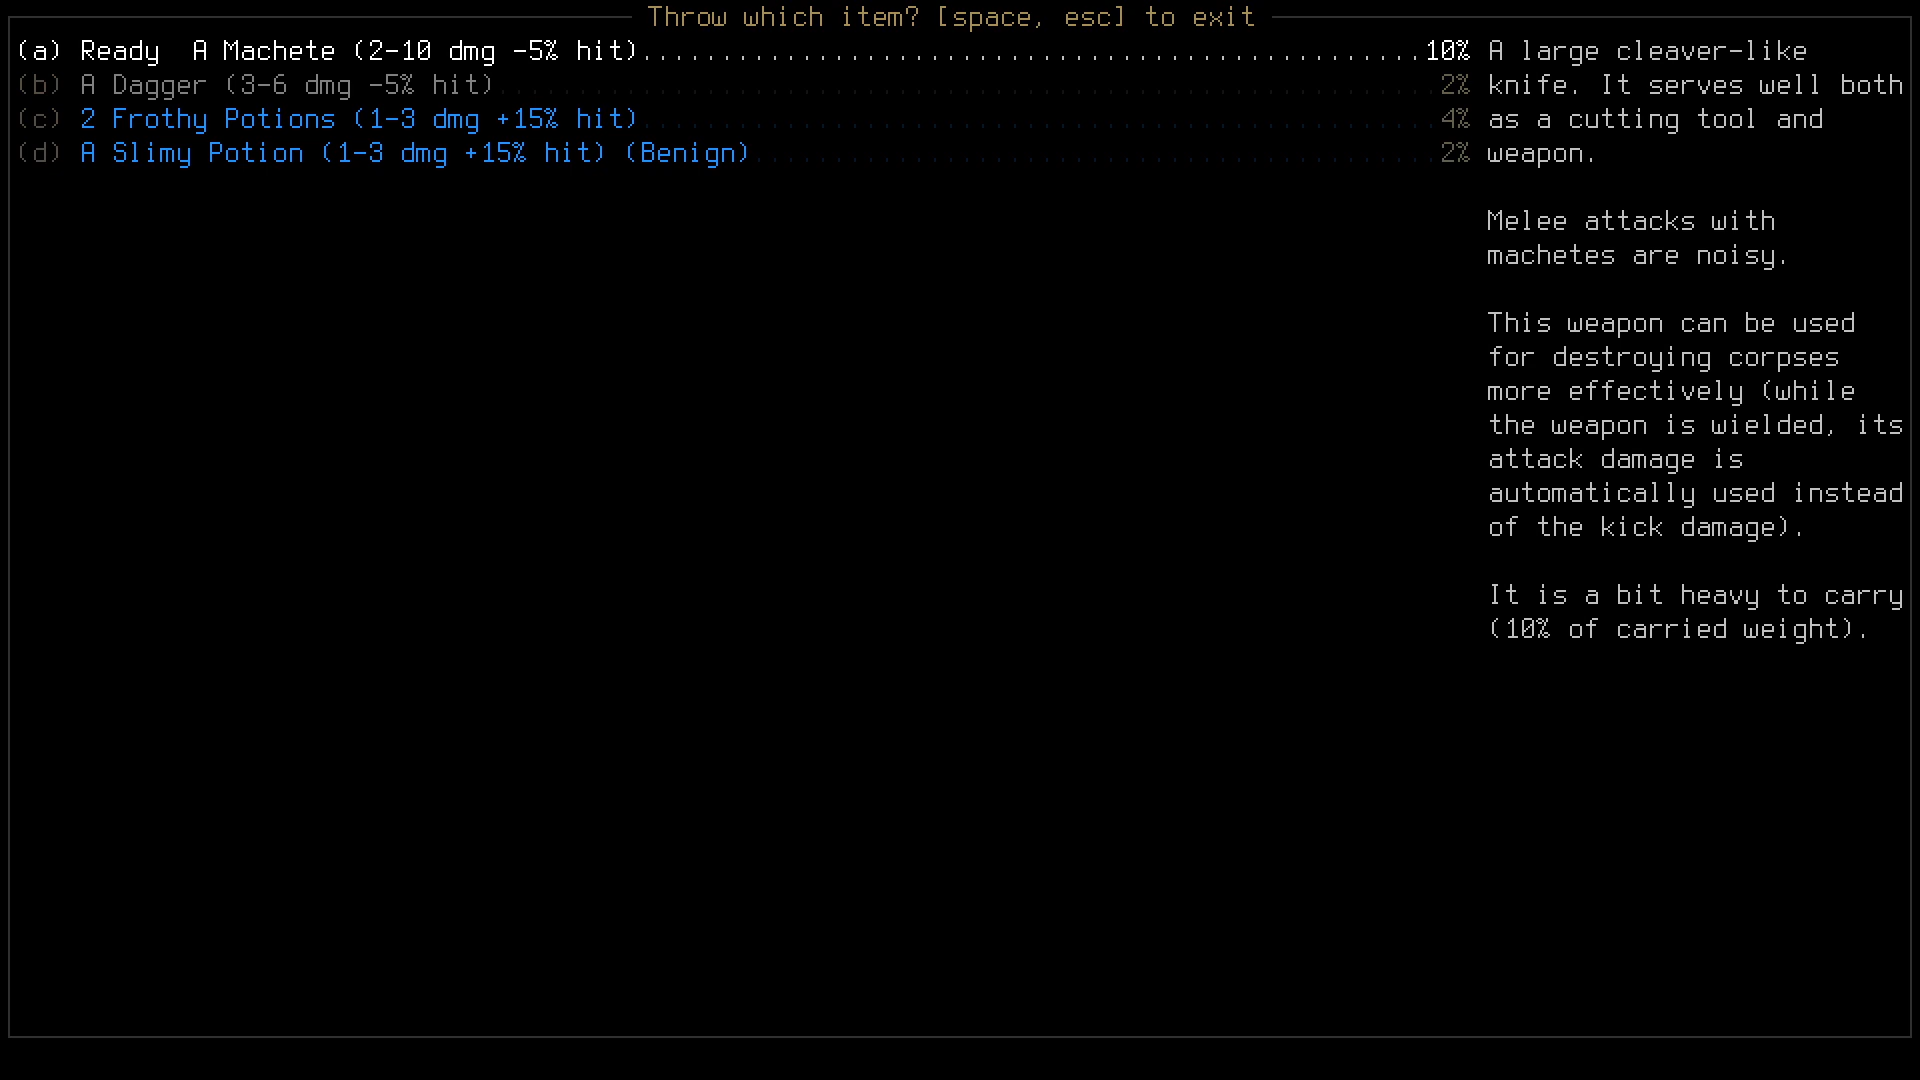 Throw which item? [space, esc] to exit
(a) Ready  A Machete (2-10 dmg -5% hit).................................................10%
(b) A Dagger (3-6 dmg -5% hit)...........................................................2%
(c) 2 Frothy Potions (1-3 dmg +15% hit)..................................................4%
(d) A Slimy Potion (1-3 dmg +15% hit) (Benign)...........................................2%
A large cleaver-like
knife. It serves well both
as a cutting tool and
weapon.
Melee attacks with
machetes are noisy.
This weapon can be used
for destroying corpses
more effectively (while
the weapon is wielded, its
attack damage is
automatically used instead
of the kick damage).
It is a bit heavy to carry
(10% of carried weight).